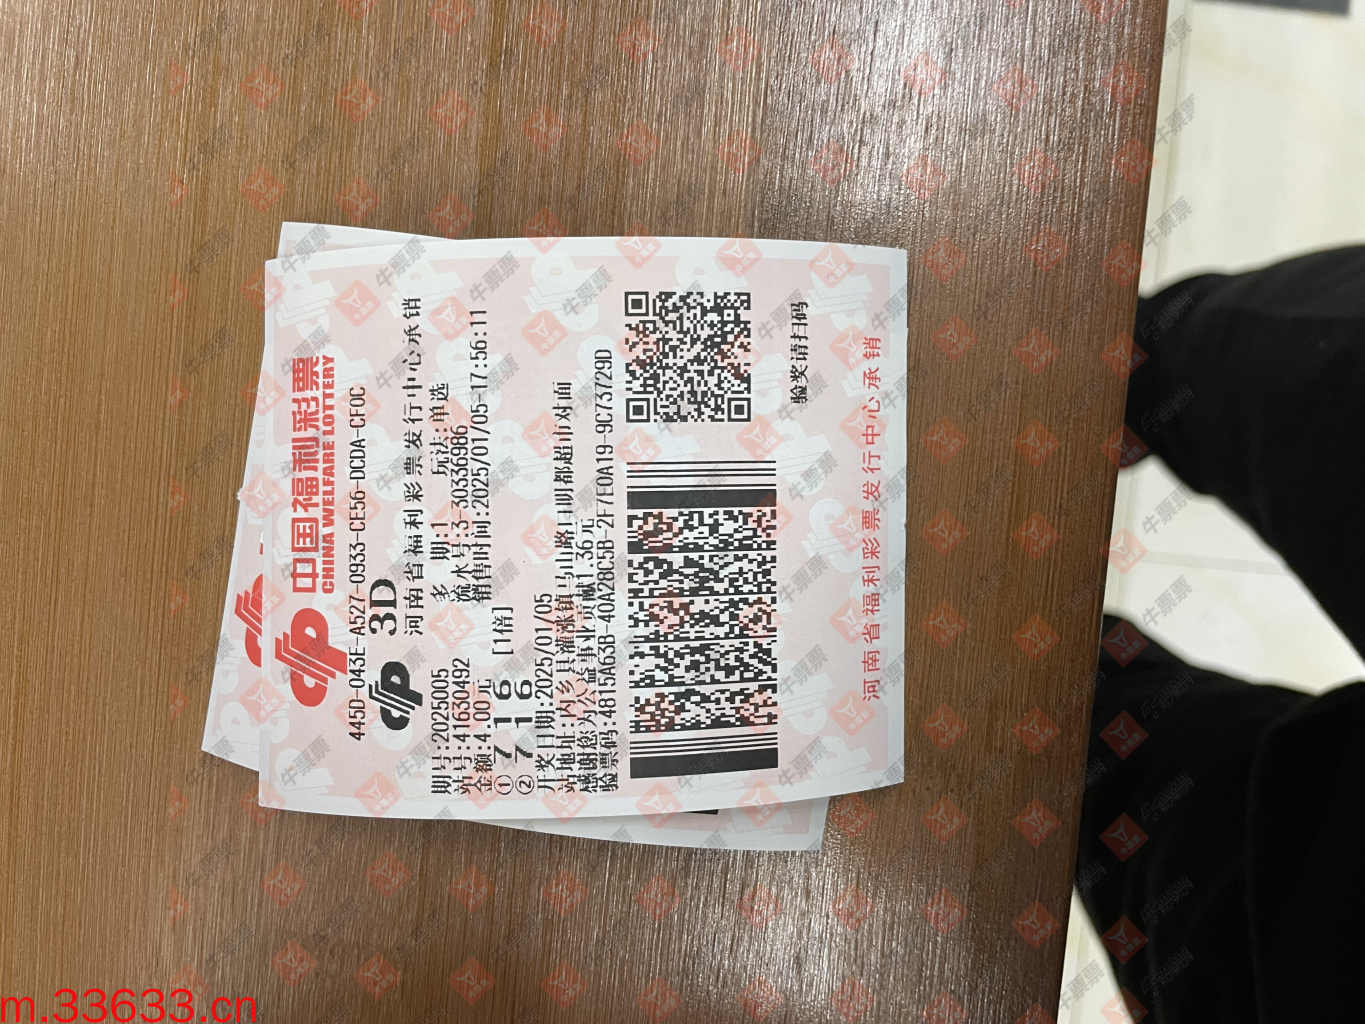 中国福利彩票
CHINA WELFARE LOTTERY
445D-043E-A527-0933-CE56-DCDA-CF0C
3D
河南省福利彩票发行中心承销
期号:2025005 多 期:1 玩法:单选
站号:41630492 流水号:3-30336986
金额:4.00元 销售时间:2025/01/05-17:56:11
① 7 1 6 [1倍]
② 7 1 6
开奖日期:2025/01/05
站地址:内乡县灌涨镇马山路口明都超市对面
感谢您为公益事业贡献1.36元
验票码:4815A63B-40A28C5B-2F7E0A19-9C73729D
验奖请扫码
河南省福利彩票发行中心承销
牛票票
m.33633.cn